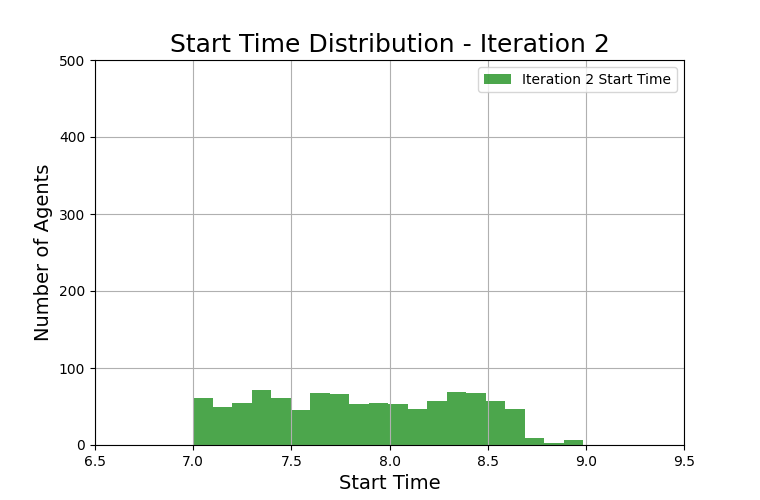 Start Time Distribution - Iteration 2
500
Iteration 2 Start Time
400
300
200
100
0
Number of Agents
6.5 7.0 7.5 8.0 8.5 9.0 9.5
Start Time